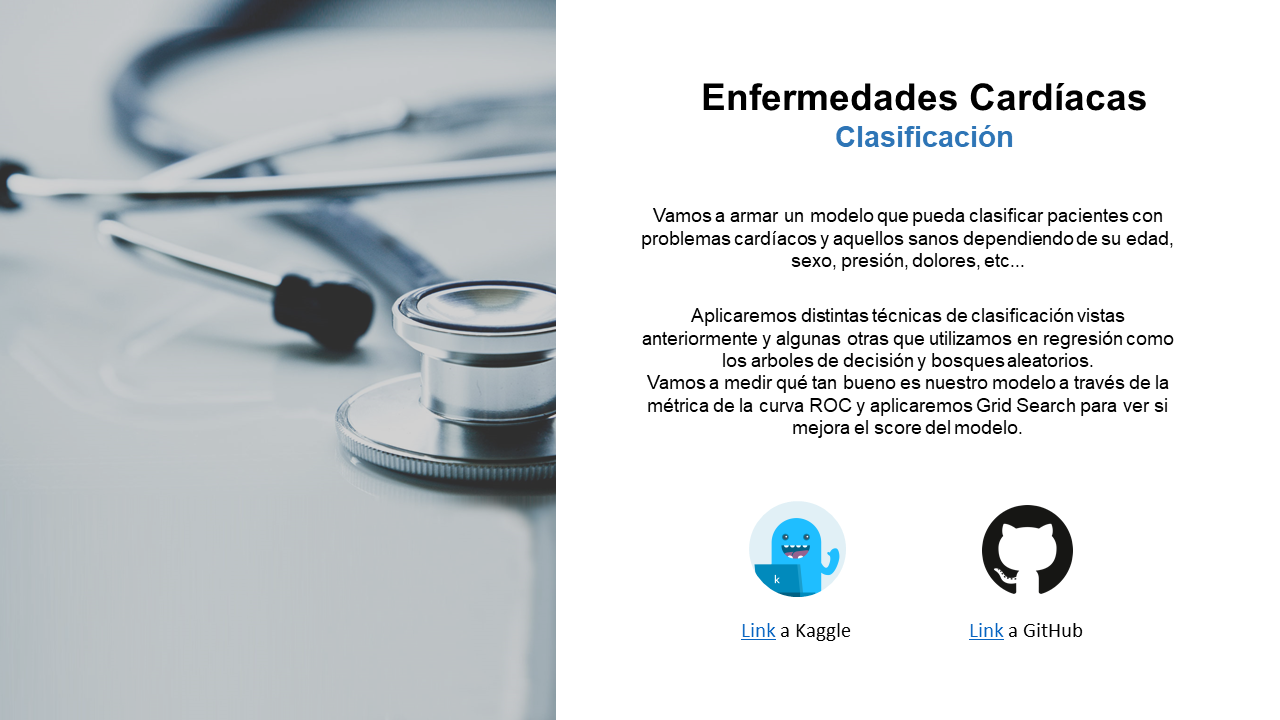 Enfermedades Cardíacas
Clasificación
Vamos a armar un modelo que pueda clasificar pacientes con
problemas cardíacos y aquellos sanos dependiendo de su edad,
sexo, presión, dolores, etc...
Aplicaremos distintas técnicas de clasificación vistas
anteriormente y algunas otras que utilizamos en regresión como
los arboles de decisión y bosques aleatorios.
Vamos a medir qué tan bueno es nuestro modelo a través de la
métrica de la curva ROC y aplicaremos Grid Search para ver si
mejora el score del modelo.
k
Link a Kaggle
Link a GitHub